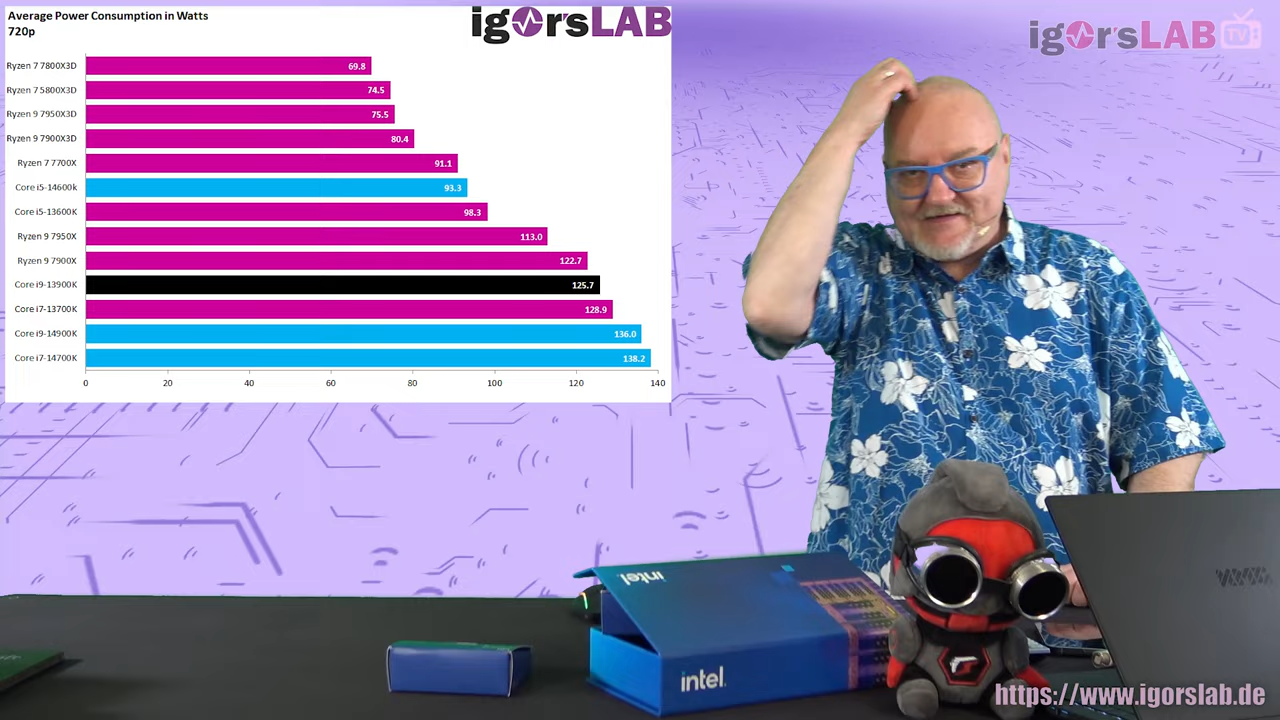 Average Power Consumption in Watts
720p
igorsLAB
Ryzen 7 7800X3D 69.8
Ryzen 7 5800X3D 74.5
Ryzen 9 7950X3D 75.5
Ryzen 9 7900X3D 80.4
Ryzen 7 7700X 91.1
Core i5-14600k 93.3
Core i5-13600K 98.3
Ryzen 9 7950X 113.0
Ryzen 9 7900X 122.7
Core i9-13900K 125.7
Core i7-13700K 128.9
Core i9-14900K 136.0
Core i7-14700K 138.2
0 20 40 60 80 100 120 140
igorsLAB TV
intel
intel.
https://www.igorslab.de